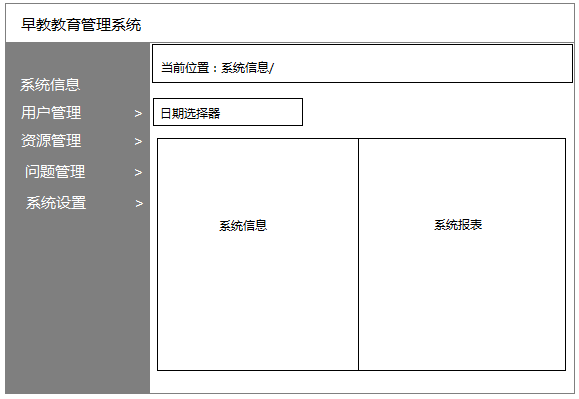 早教教育管理系统
当前位置：系统信息/
系统信息
用户管理 >
资源管理 >
问题管理 >
系统设置 >
日期选择器
系统信息
系统报表